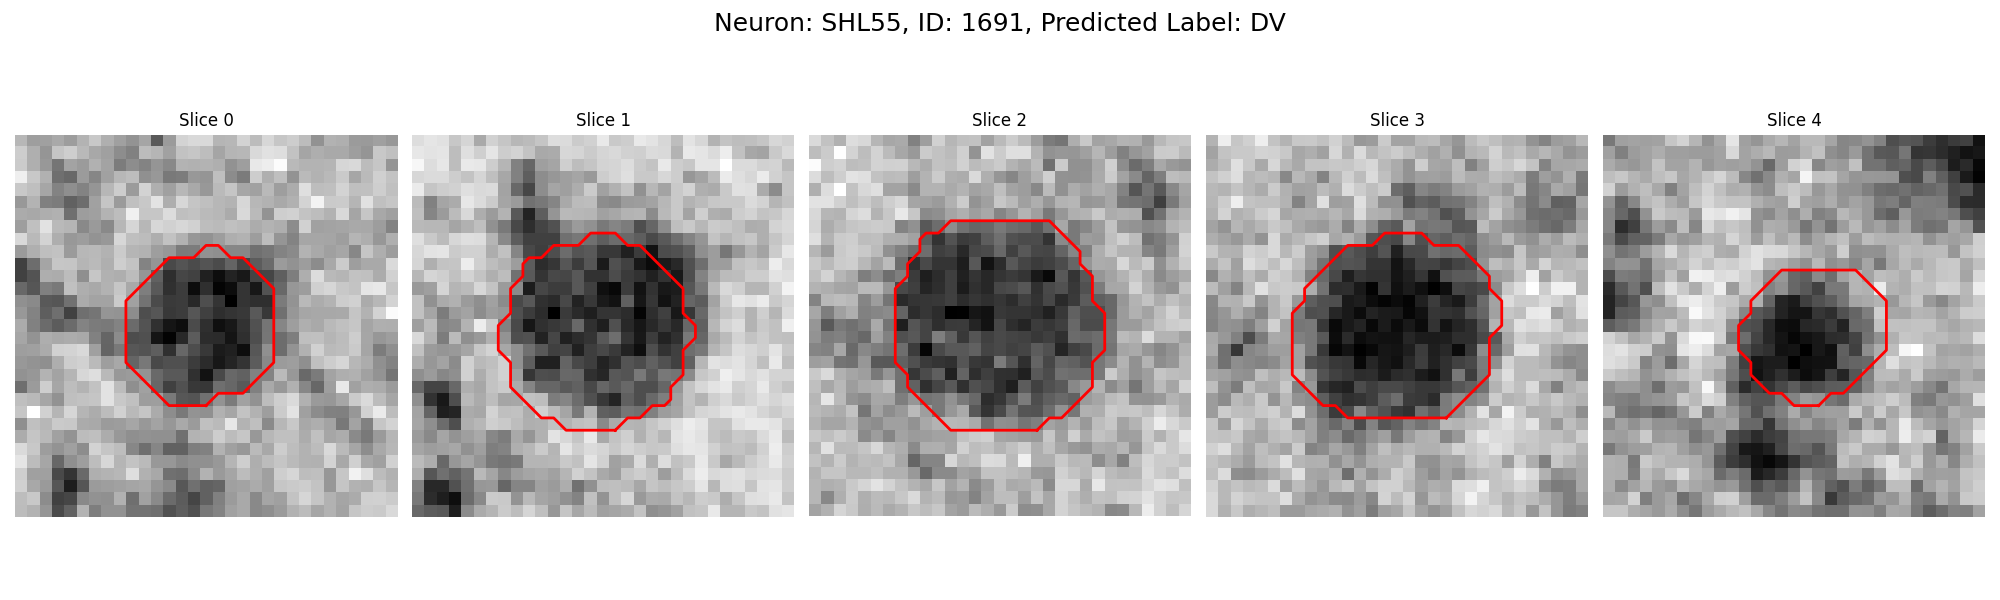 Neuron: SHL55, ID: 1691, Predicted Label: DV
Slice 0
Slice 1
Slice 2
Slice 3
Slice 4